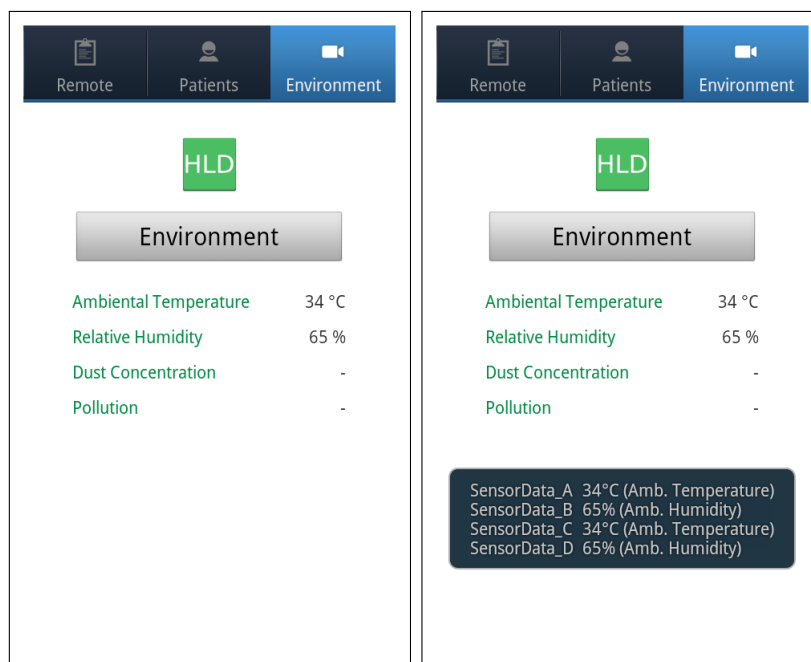 Remote Patients Environment
HLD
Environment
Ambiental Temperature 34 °C
Relative Humidity 65 %
Dust Concentration -
Pollution -
Remote Patients Environment
HLD
Environment
Ambiental Temperature 34 °C
Relative Humidity 65 %
Dust Concentration -
Pollution -
SensorData_A 34°C (Amb. Temperature)
SensorData_B 65% (Amb. Humidity)
SensorData_C 34°C (Amb. Temperature)
SensorData_D 65% (Amb. Humidity)